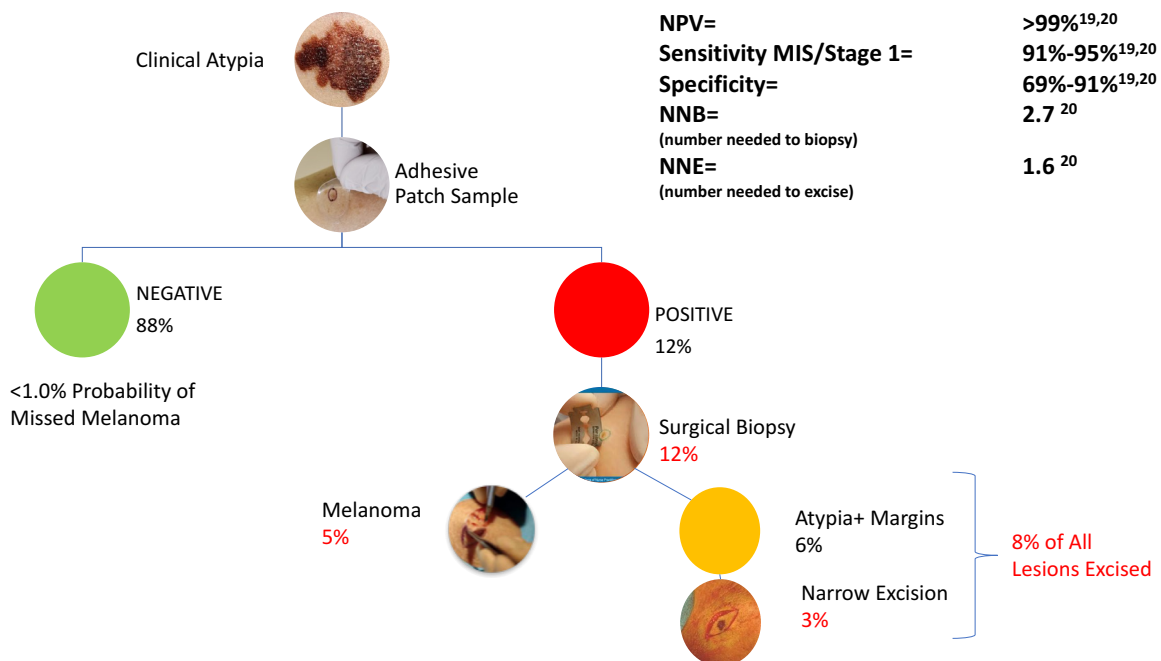 NPV= >99%19,20
Clinical Atypia
Sensitivity MIS/Stage 1= 91%-95%19,20
Specificity= 69%-91%19,20
NNB= 2.7 20
(number needed to biopsy)
NNE= 1.6 20
(number needed to excise)
Adhesive
Patch Sample
NEGATIVE
88%
POSITIVE
12%
<1.0% Probability of
Missed Melanoma
Surgical Biopsy
12%
Melanoma
5%
Atypia+ Margins
6%
Narrow Excision
3%
8% of All
Lesions Excised